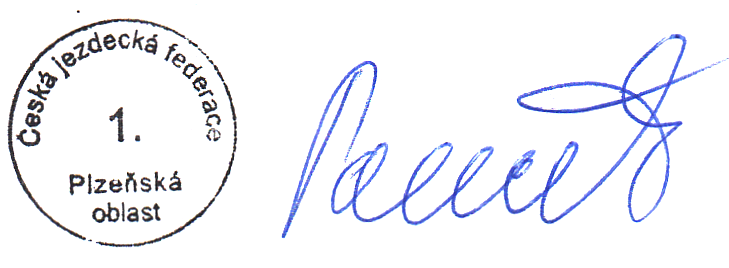 Česká jezdecká federace
1.
Plzeňská
oblast